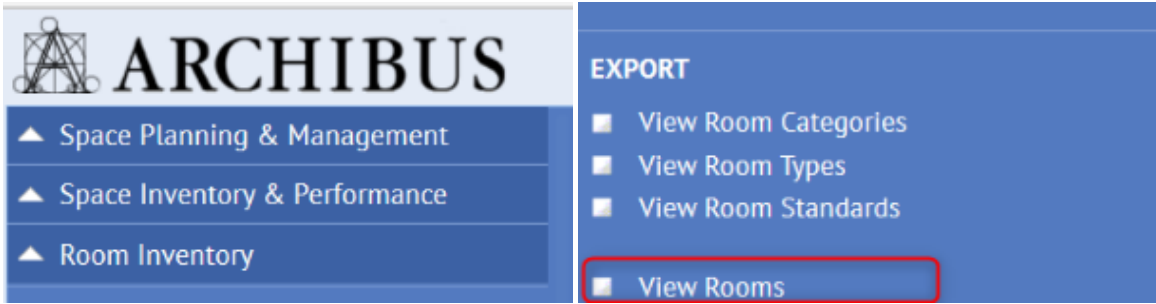 ARCHIBUS
Space Planning & Management
Space Inventory & Performance
Room Inventory
EXPORT
View Room Categories
View Room Types
View Room Standards
View Rooms